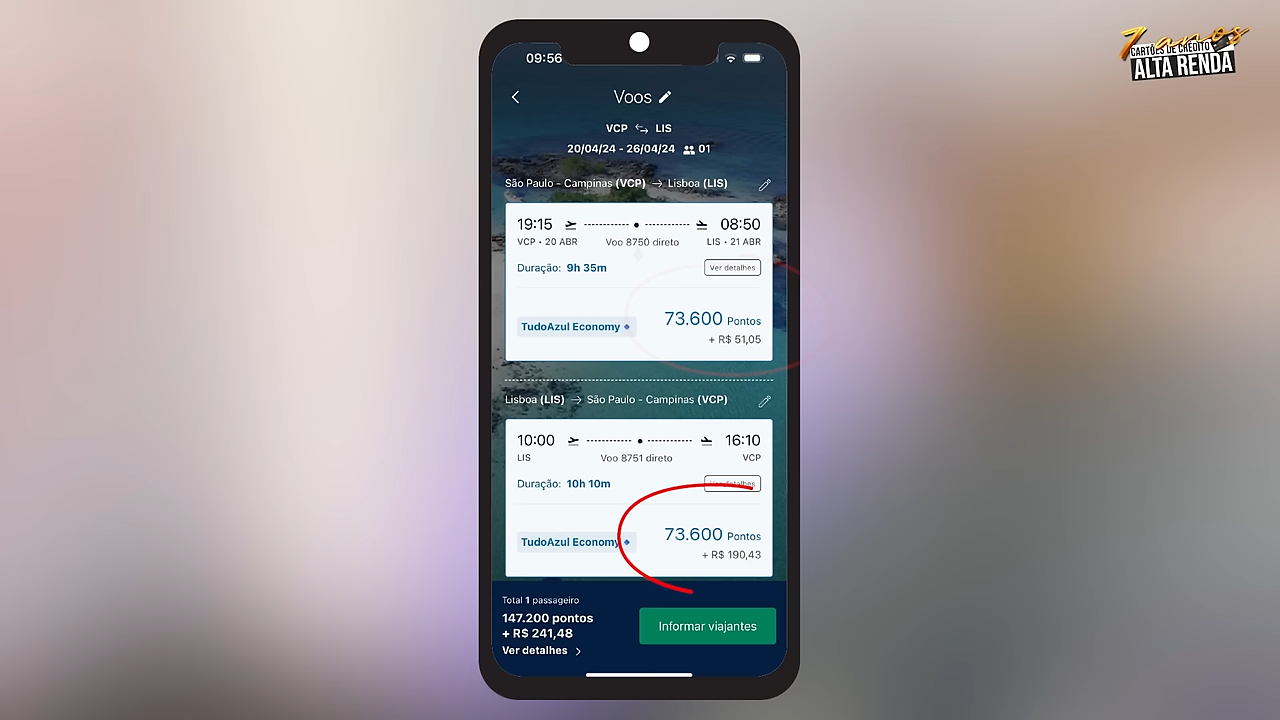 7 anos
CARTÕES DE CRÉDITO
ALTA RENDA
09:56
Voos
VCP LIS
20/04/24 - 26/04/24 01
São Paulo - Campinas (VCP) → Lisboa (LIS)
19:15 08:50
VCP • 20 ABR Voo 8750 direto LIS • 21 ABR
Duração: 9h 35m Ver detalhes
73.600 Pontos
TudoAzul Economy
+ R$ 51,05
Lisboa (LIS) → São Paulo - Campinas (VCP)
10:00 16:10
LIS Voo 8751 direto VCP
Duração: 10h 10m Ver detalhes
73.600 Pontos
TudoAzul Economy
+ R$ 190,43
Total 1 passageiro
147.200 pontos
+ R$ 241,48
Informar viajantes
Ver detalhes >